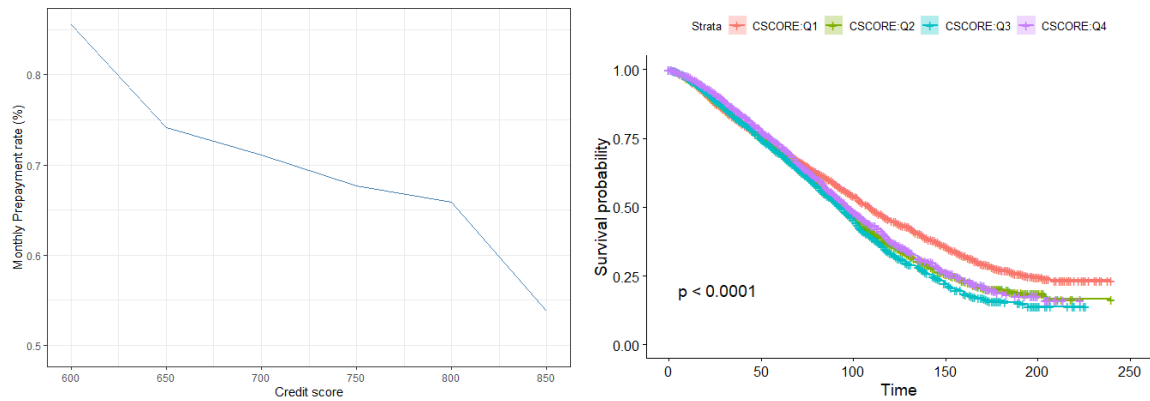 0.8
0.7
0.6
0.5
Monthly Prepayment rate (%)
600 650 700 750 800 850
Credit score
Strata CSCORE:Q1 CSCORE:Q2 CSCORE:Q3 CSCORE:Q4
1.00
0.75
0.50
0.25
0.00
Survival probability
p < 0.0001
0 50 100 150 200 250
Time